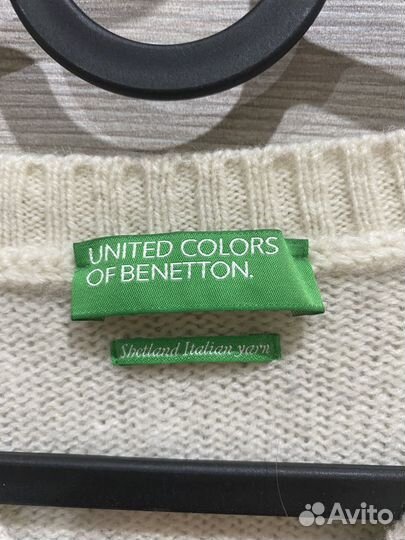 UNITED COLORS
OF BENETTON.
Shetland Italian yarn
Avito